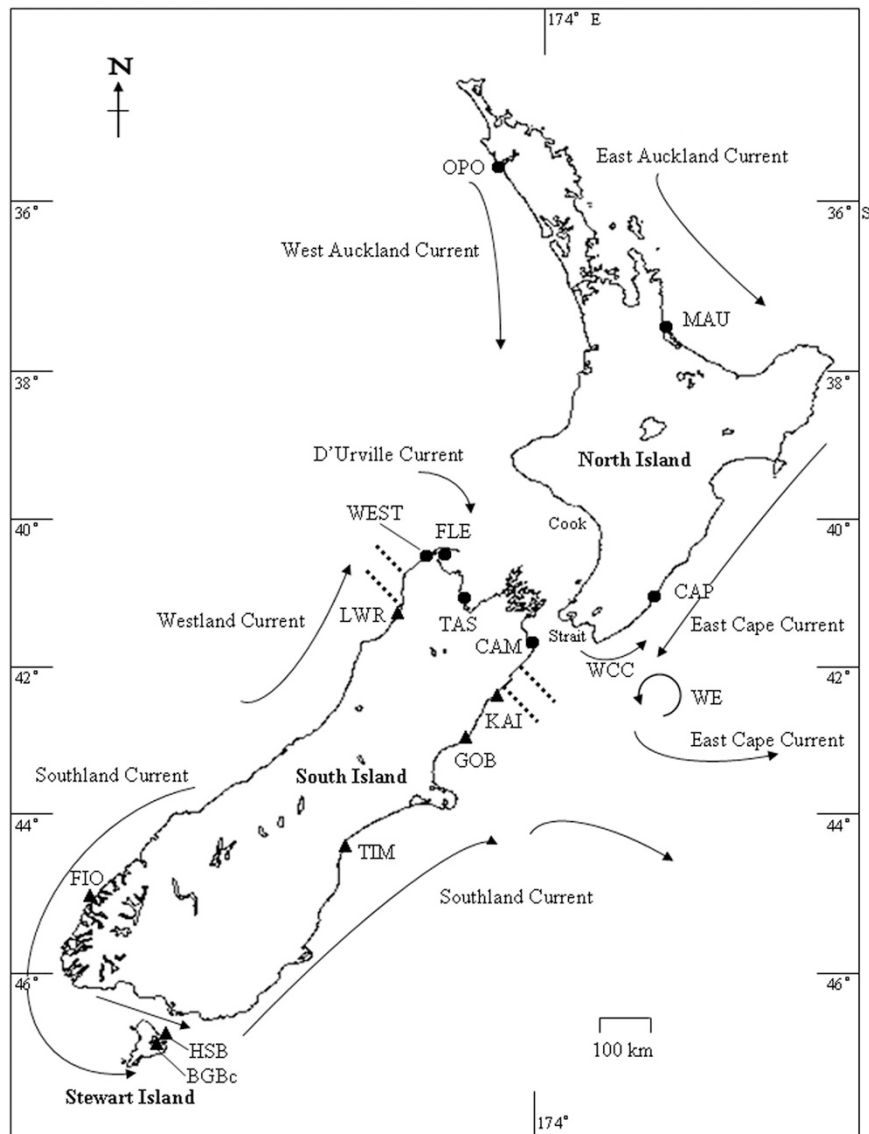 174° E
N
OPO
East Auckland Current
36°
36° S
West Auckland Current
MAU
38°
38°
D'Urville Current
North Island
WEST
FLE
Cook
40°
40°
Westland Current
LWR
TAS
CAP
Strait
East Cape Current
CAM
WCC
42°
42°
WE
KAI
East Cape Current
GOB
Southland Current
South Island
44°
44°
TIM
FIO
Southland Current
46°
46°
HSB
100 km
BGBc
Stewart Island
174°